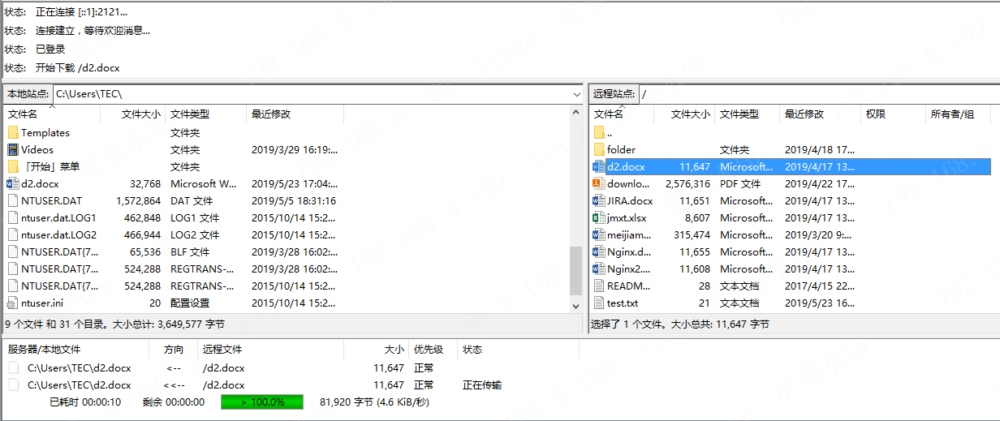 状态: 正在连接 [::1]:2121...
状态: 连接建立，等待欢迎消息...
状态: 已登录
状态: 开始下载 /d2.docx
本地站点: C:\Users\TEC\
文件名 文件大小 文件类型 最近修改
Templates 文件夹
Videos 文件夹 2019/3/29 16:19:...
「开始」菜单 文件夹
d2.docx 32,768 Microsoft W... 2019/5/23 17:04:...
NTUSER.DAT 1,572,864 DAT 文件 2019/5/5 18:31:16
ntuser.dat.LOG1 462,848 LOG1 文件 2015/10/14 15:2...
ntuser.dat.LOG2 466,944 LOG2 文件 2015/10/14 15:2...
NTUSER.DAT{7... 65,536 BLF 文件 2019/3/28 16:02:...
NTUSER.DAT{7... 524,288 REGTRANS-... 2019/3/28 16:02:...
NTUSER.DAT{7... 524,288 REGTRANS-... 2015/10/14 15:2...
ntuser.ini 20 配置设置 2015/10/14 15:2...
9 个文件 和 31 个目录。大小总计: 3,649,577 字节
远程站点: /
文件名 文件大小 文件类型 最近修改 权限 所有者/组
..
folder 文件夹 2019/4/18 17...
d2.docx 11,647 Microsoft... 2019/4/17 13...
downlo... 2,576,316 PDF 文件 2019/4/22 17...
JIRA.docx 11,651 Microsoft... 2019/4/17 13...
jmxt.xlsx 8,607 Microsoft... 2019/4/17 13...
meijiam... 315,474 Microsoft... 2019/3/20 9:...
Nginx.d... 11,655 Microsoft... 2019/4/17 13...
Nginx2.... 11,608 Microsoft... 2019/4/17 13...
READM... 28 文本文档 2017/4/15 22...
test.txt 21 文本文档 2019/5/23 16...
选择了 1 个文件。大小总共: 11,647 字节
服务器/本地文件 方向 远程文件 大小 优先级 状态
C:\Users\TEC\d2.docx <-- /d2.docx 11,647 正常
C:\Users\TEC\d2.docx <<-- /d2.docx 11,647 正常 正在传输
已耗时 00:00:10 剩余 00:00:00 > 100.0% 81,920 字节 (4.6 KiB/秒)